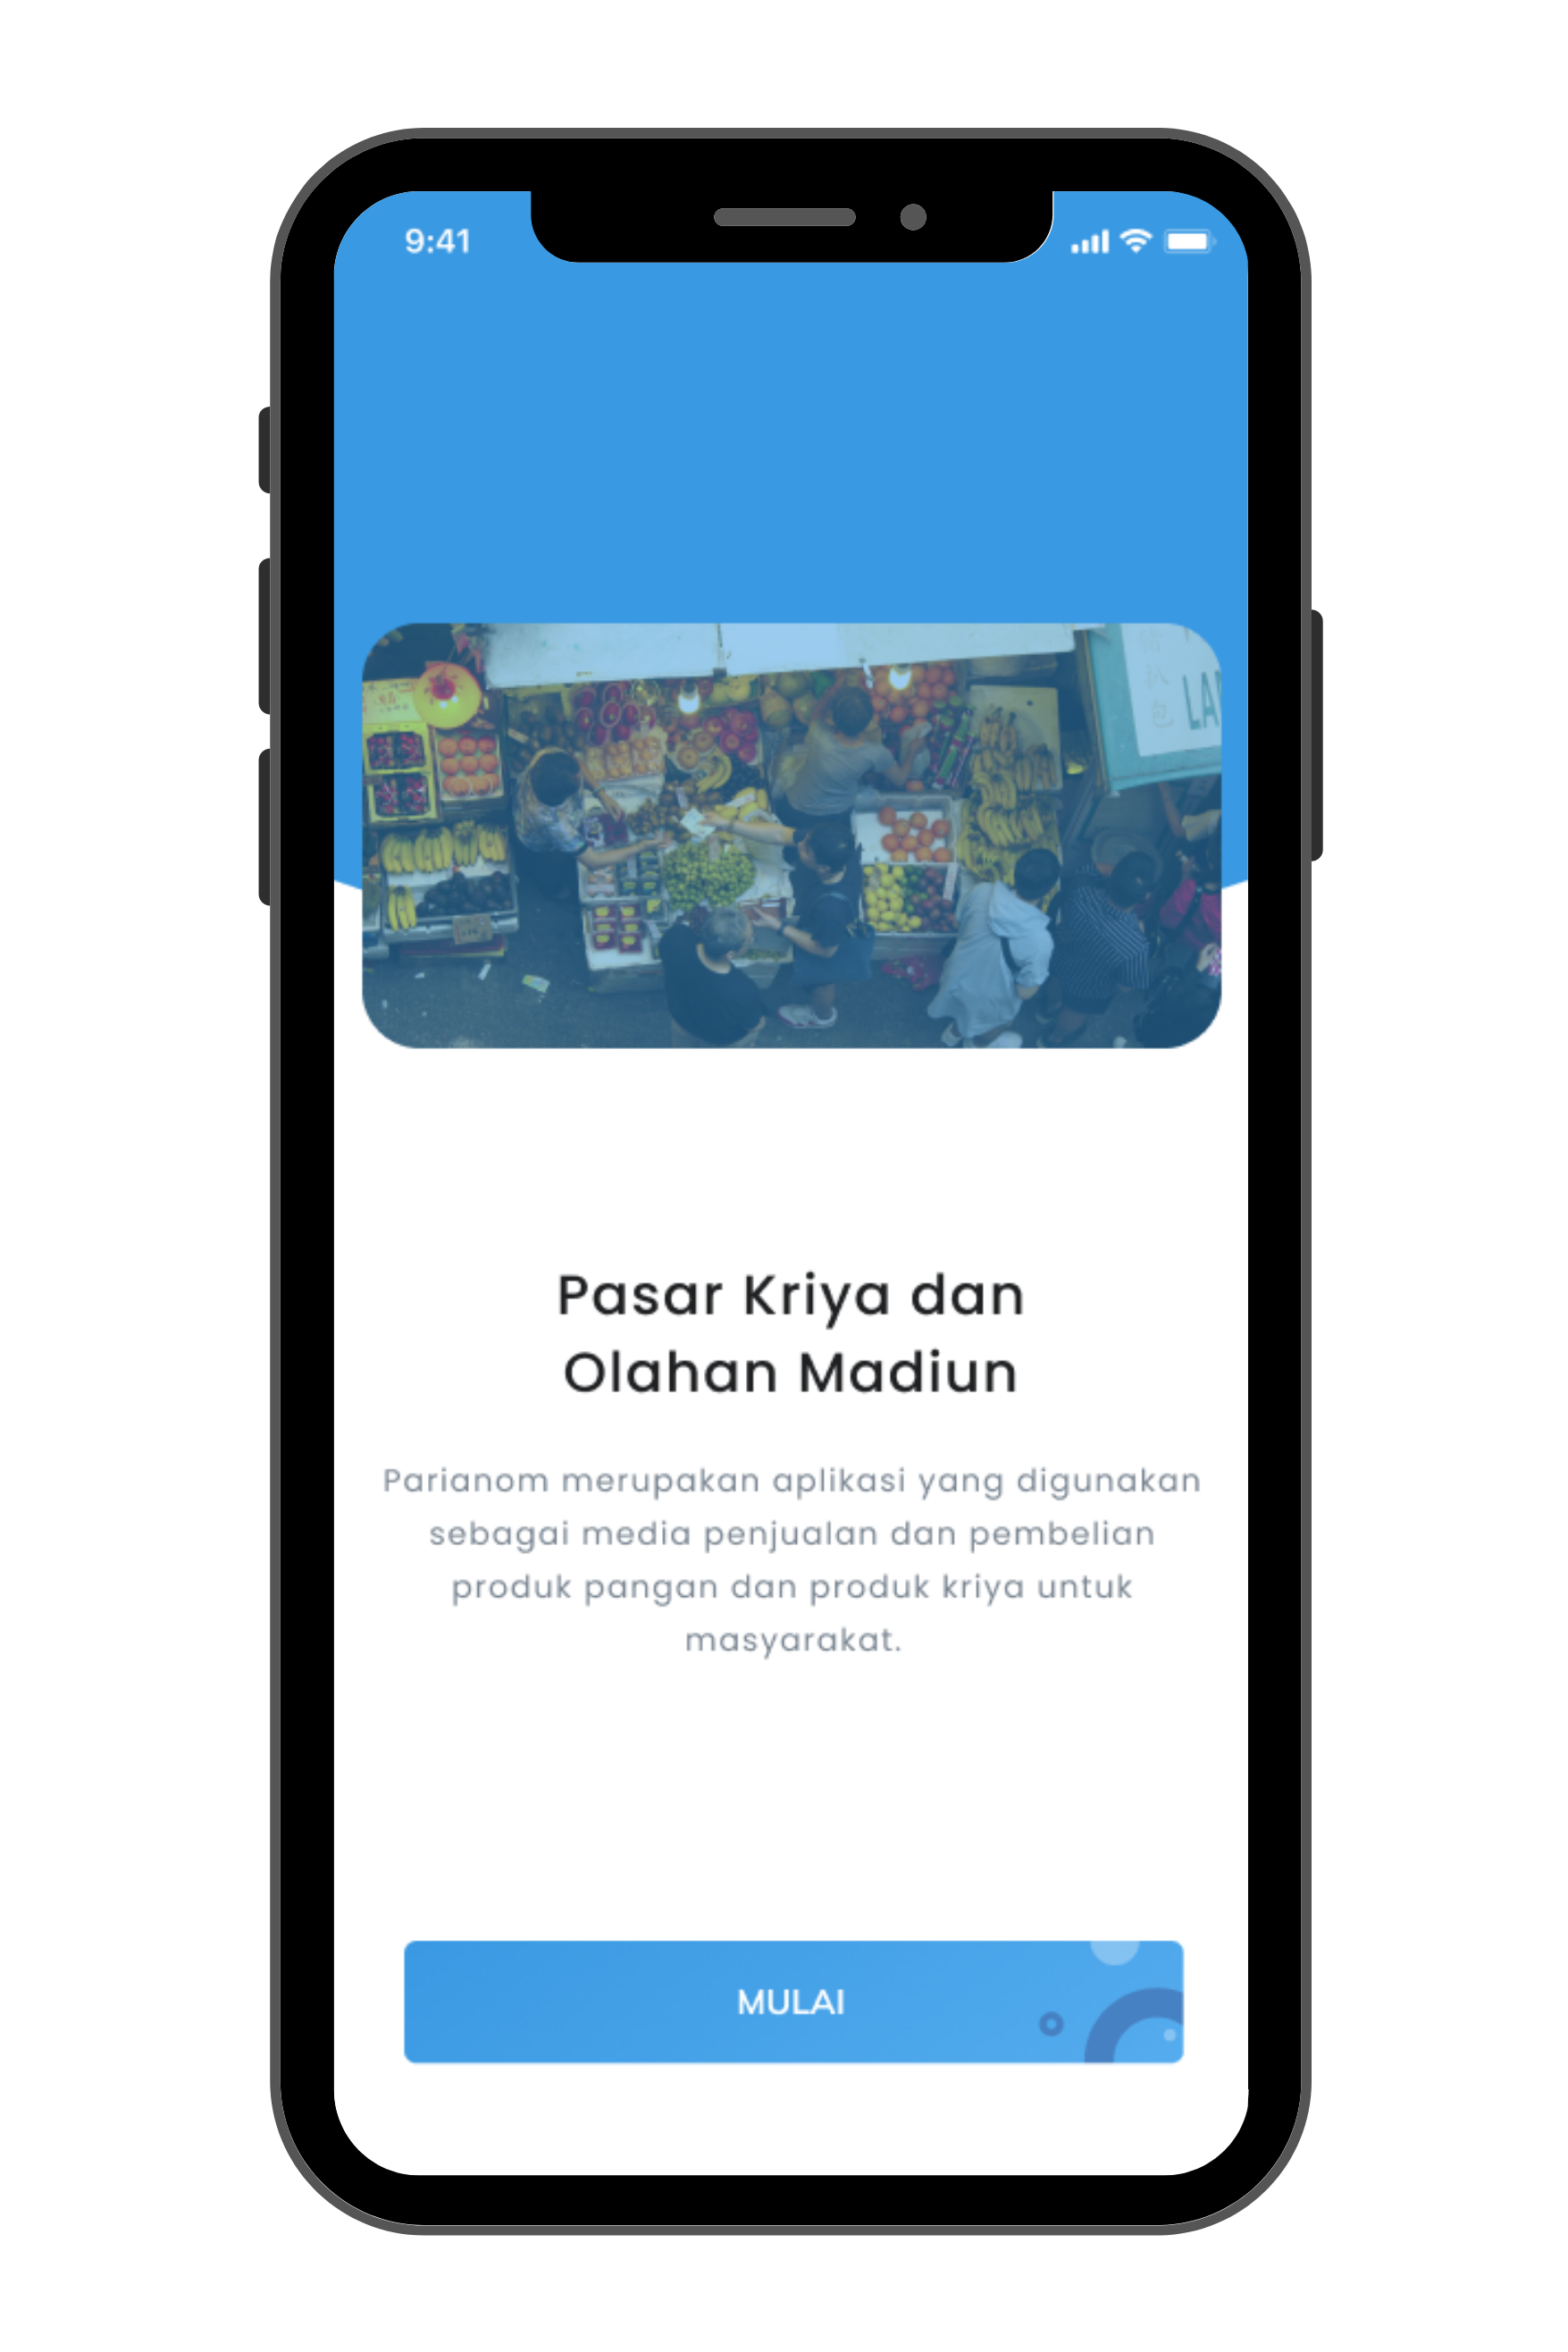 9:41
LA
Pasar Kriya dan
Olahan Madiun
Parianom merupakan aplikasi yang digunakan
sebagai media penjualan dan pembelian
produk pangan dan produk kriya untuk
masyarakat.
MULAI